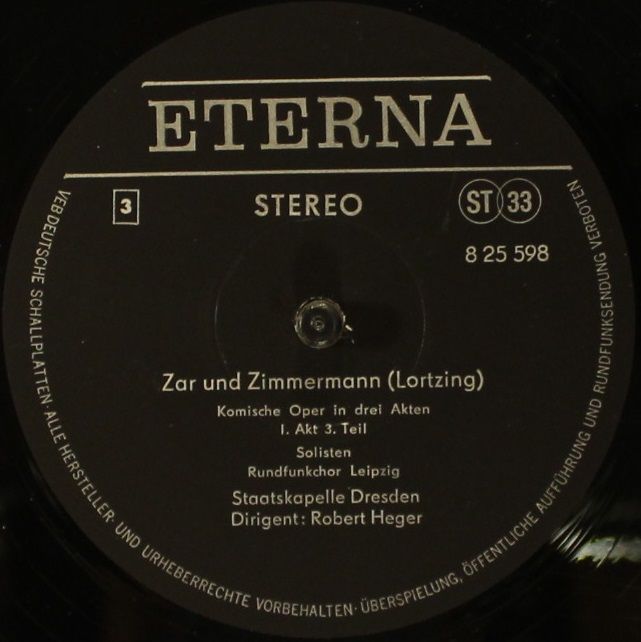 ETERNA
3
STEREO
ST 33
8 25 598
Zar und Zimmermann (Lortzing)
Komische Oper in drei Akten
I. Akt 3. Teil
Solisten
Rundfunkchor Leipzig
Staatskapelle Dresden
Dirigent: Robert Heger
VEB DEUTSCHE SCHALLPLATTEN · ALLE HERSTELLER- UND URHEBERRECHTE VORBEHALTEN · ÜBERSPIELUNG, ÖFFENTLICHE AUFFÜHRUNG UND RUNDFUNKSENDUNG VERBOTEN